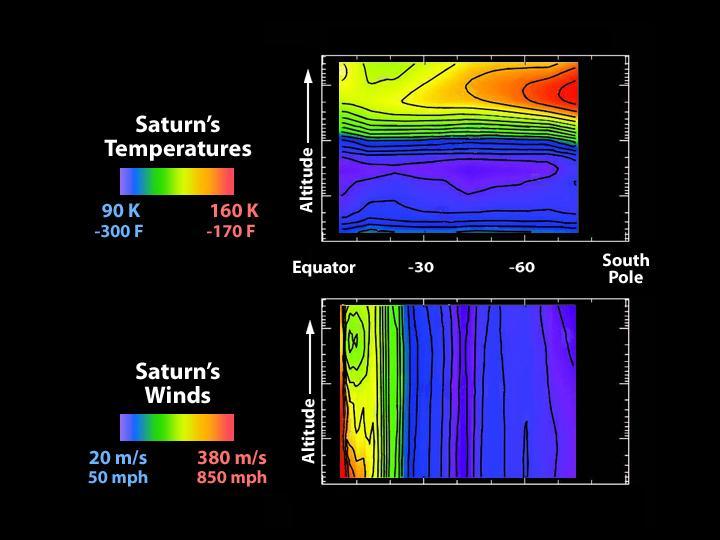 Saturn's
Temperatures
90 K 160 K
-300 F -170 F
Altitude
Equator -30 -60 South
Pole
Saturn's
Winds
20 m/s 380 m/s
50 mph 850 mph
Altitude